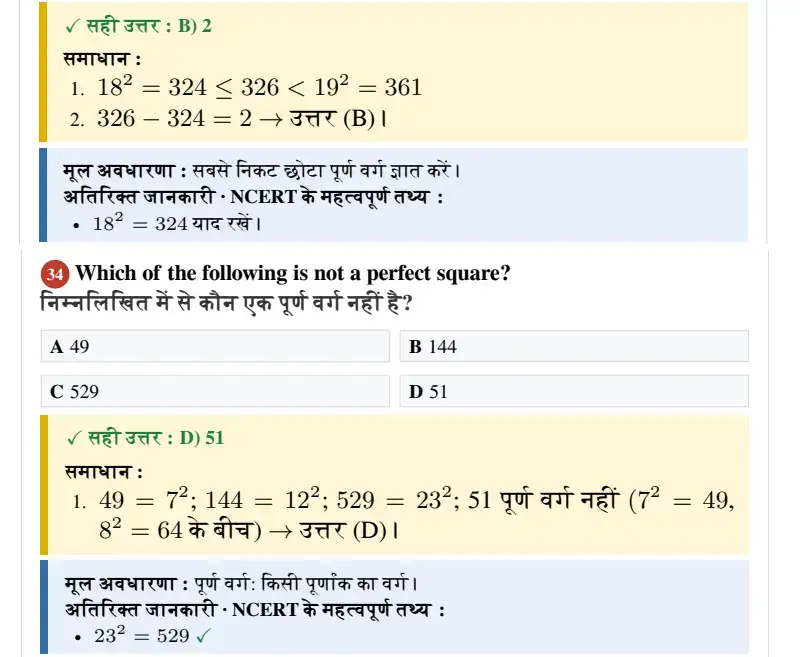 ✓ सही उत्तर : B) 2
समाधान :
1. 18² = 324 ≤ 326 < 19² = 361
2. 326 − 324 = 2 → उत्तर (B)।
मूल अवधारणा : सबसे निकट छोटा पूर्ण वर्ग ज्ञात करें।
अतिरिक्त जानकारी · NCERT के महत्वपूर्ण तथ्य :
• 18² = 324 याद रखें।
34 Which of the following is not a perfect square?
निम्नलिखित में से कौन एक पूर्ण वर्ग नहीं है?
A 49
B 144
C 529
D 51
✓ सही उत्तर : D) 51
समाधान :
1. 49 = 7²; 144 = 12²; 529 = 23²; 51 पूर्ण वर्ग नहीं (7² = 49,
8² = 64 के बीच) → उत्तर (D)।
मूल अवधारणा : पूर्ण वर्ग: किसी पूर्णांक का वर्ग।
अतिरिक्त जानकारी · NCERT के महत्वपूर्ण तथ्य :
• 23² = 529 ✓